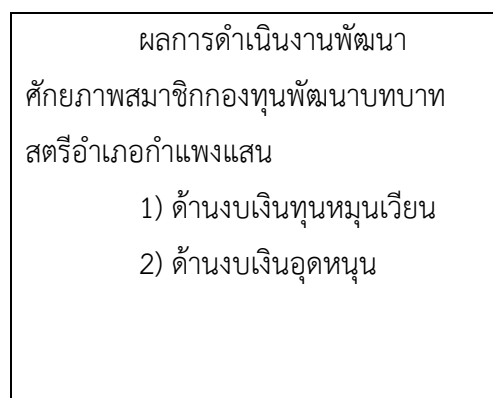 ผลการดำเนินงานพัฒนา
ศักยภาพสมาชิกกองทุนพัฒนาบทบาท
สตรีอำเภอกำแพงแสน
1) ด้านงบเงินทุนหมุนเวียน
2) ด้านงบเงินอุดหนุน